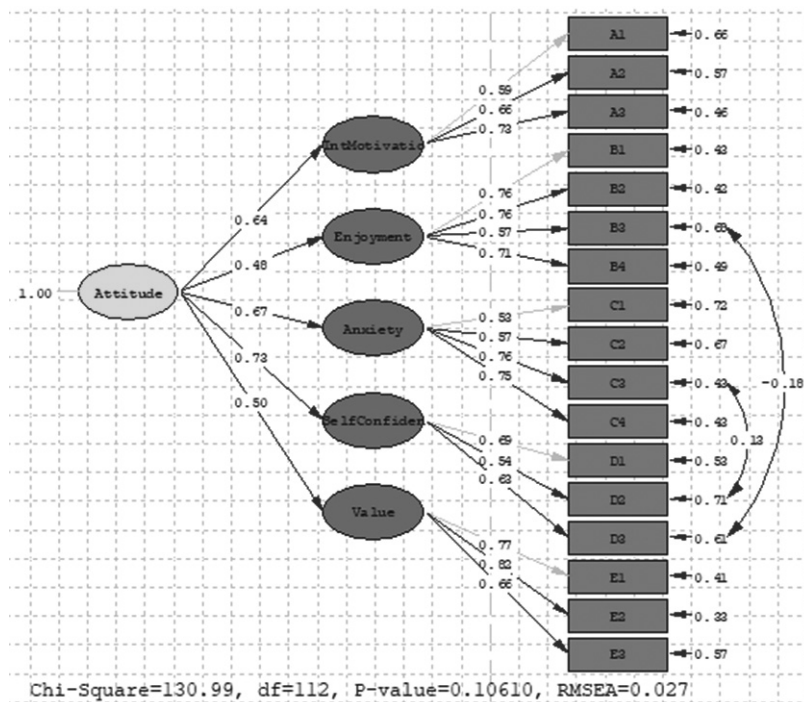 A1 0.66
0.59
A2 0.57
0.66
A3 0.46
0.73
IntMotivatio
B1 0.43
0.76
B2 0.42
0.76
B3 0.68
0.57
B4 0.49
0.71
Enjoyment
0.64
0.48
1.00 Attitude
0.67
0.73
0.50
C1 0.72
0.53
C2 0.67
0.57
C3 0.43
0.76
C4 0.43
0.75
Anxiety
-0.18
0.13
SelfConfiden
D1 0.53
0.69
D2 0.71
0.54
D3 0.61
0.63
Value
E1 0.41
0.77
E2 0.33
0.82
E3 0.57
0.66
Chi-Square=130.99, df=112, P-value=0.10610, RMSEA=0.027